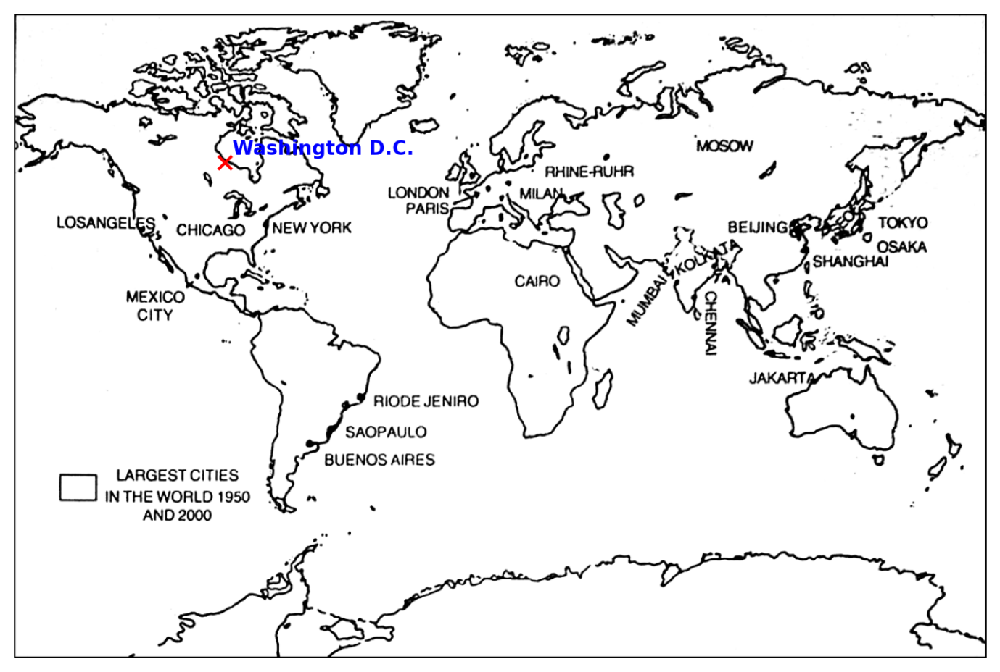 Washington D.C.
MOSOW
RHINE-RUHR
LONDON
MILAN
PARIS
LOSANGELES
CHICAGO
NEW YORK
BEIJING
TOKYO
OSAKA
KOLKATA
SHANGHAI
CAIRO
MUMBAI
CHENNAI
MEXICO
CITY
JAKARTA
RIODE JENIRO
SAOPAULO
BUENOS AIRES
LARGEST CITIES
IN THE WORLD 1950
AND 2000